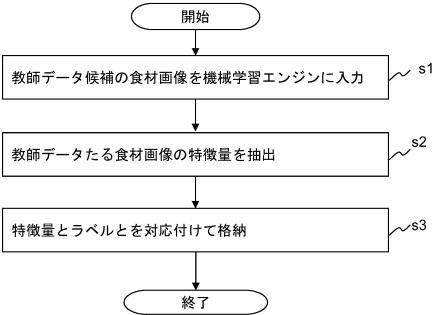 開始
教師データ候補の食材画像を機械学習エンジンに入力
s1
教師データたる食材画像の特徴量を抽出
s2
特徴量とラベルとを対応付けて格納
s3
終了